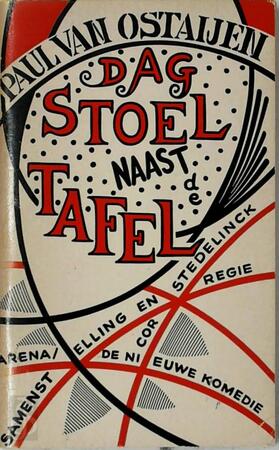 PAUL VAN OSTAIJEN
DAG
STOEL
NAAST
de
TAFEL
SAMENSTELLING EN REGIE
COR STEDELINCK
ARENA/ DE NIEUWE KOMEDIE